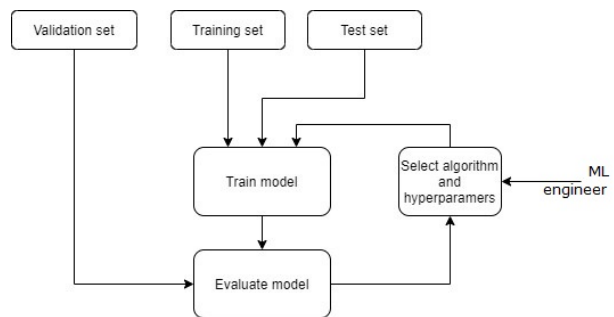 Validation set
Training set
Test set
Train model
Select algorithm
and
hyperparamers
ML
engineer
Evaluate model